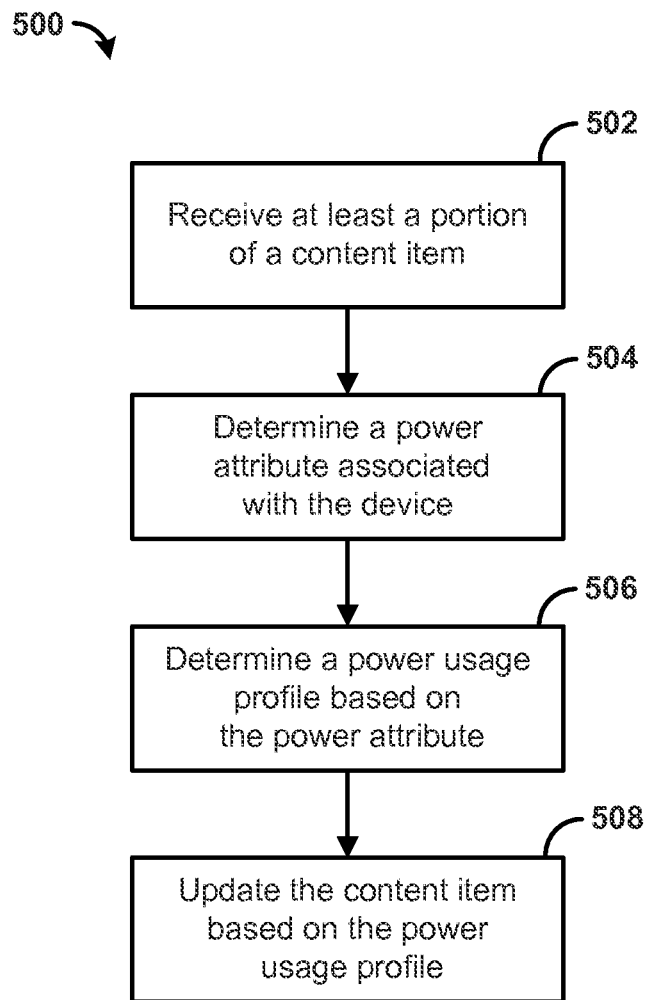 500
502
Receive at least a portion
of a content item
504
Determine a power
attribute associated
with the device
506
Determine a power usage
profile based on
the power attribute
508
Update the content item
based on the power
usage profile